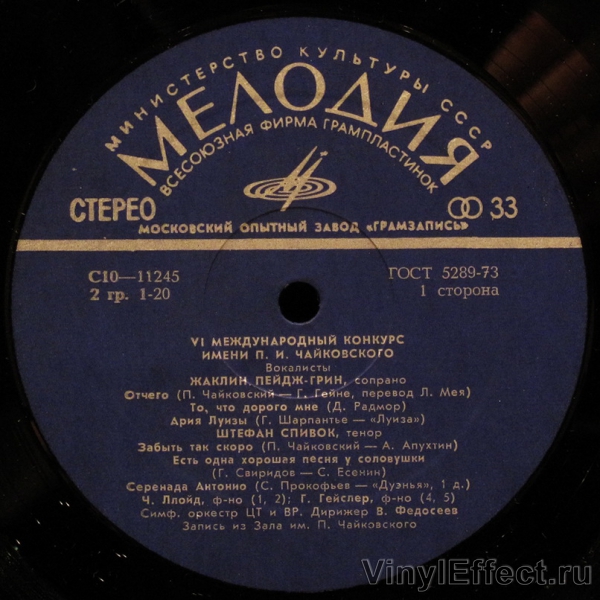 МИНИСТЕРСТВО КУЛЬТУРЫ СССР
МЕЛОДИЯ
ВСЕСОЮЗНАЯ ФИРМА ГРАМПЛАСТИНОК
СТЕРЕО 33
МОСКОВСКИЙ ОПЫТНЫЙ ЗАВОД «ГРАМЗАПИСЬ»
С10—11245 ГОСТ 5289-73
2 гр. 1-20 1 сторона
VI МЕЖДУНАРОДНЫЙ КОНКУРС
ИМЕНИ П. И. ЧАЙКОВСКОГО
Вокалисты
ЖАКЛИН ПЕЙДЖ-ГРИН, сопрано
Отчего (П. Чайковский — Г. Гейне, перевод Л. Мея)
То, что дорого мне (Д. Радмор)
Ария Луизы (Г. Шарпантье — «Луиза»)
ШТЕФАН СПИВОК, тенор
Забыть так скоро (П. Чайковский — А. Апухтин)
Есть одна хорошая песня у соловушки
(Г. Свиридов — С. Есенин)
Серенада Антонио (С. Прокофьев — «Дуэнья», 1 д.)
Ч. Ллойд, ф-но (1, 2); Г. Гейслер, ф-но (4, 5)
Симф. оркестр ЦТ и ВР. Дирижер В. Федосеев
Запись из Зала им. П. Чайковского
VinylEffect.ru